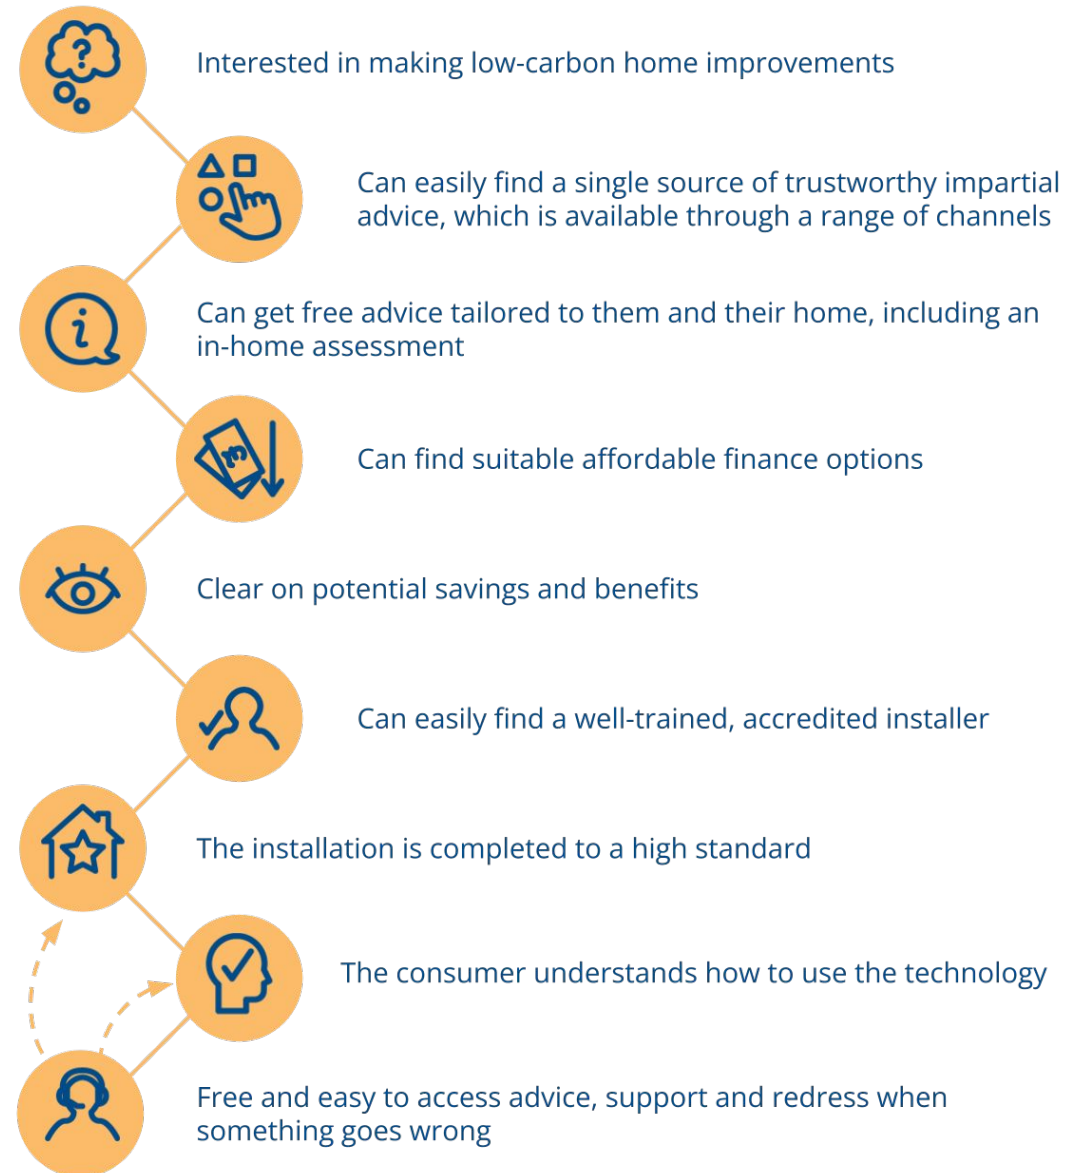 ?
Interested in making low-carbon home improvements
Can easily find a single source of trustworthy impartial
advice, which is available through a range of channels
i
Can get free advice tailored to them and their home, including an
in-home assessment
£
Can find suitable affordable finance options
Clear on potential savings and benefits
Can easily find a well-trained, accredited installer
The installation is completed to a high standard
The consumer understands how to use the technology
Free and easy to access advice, support and redress when
something goes wrong